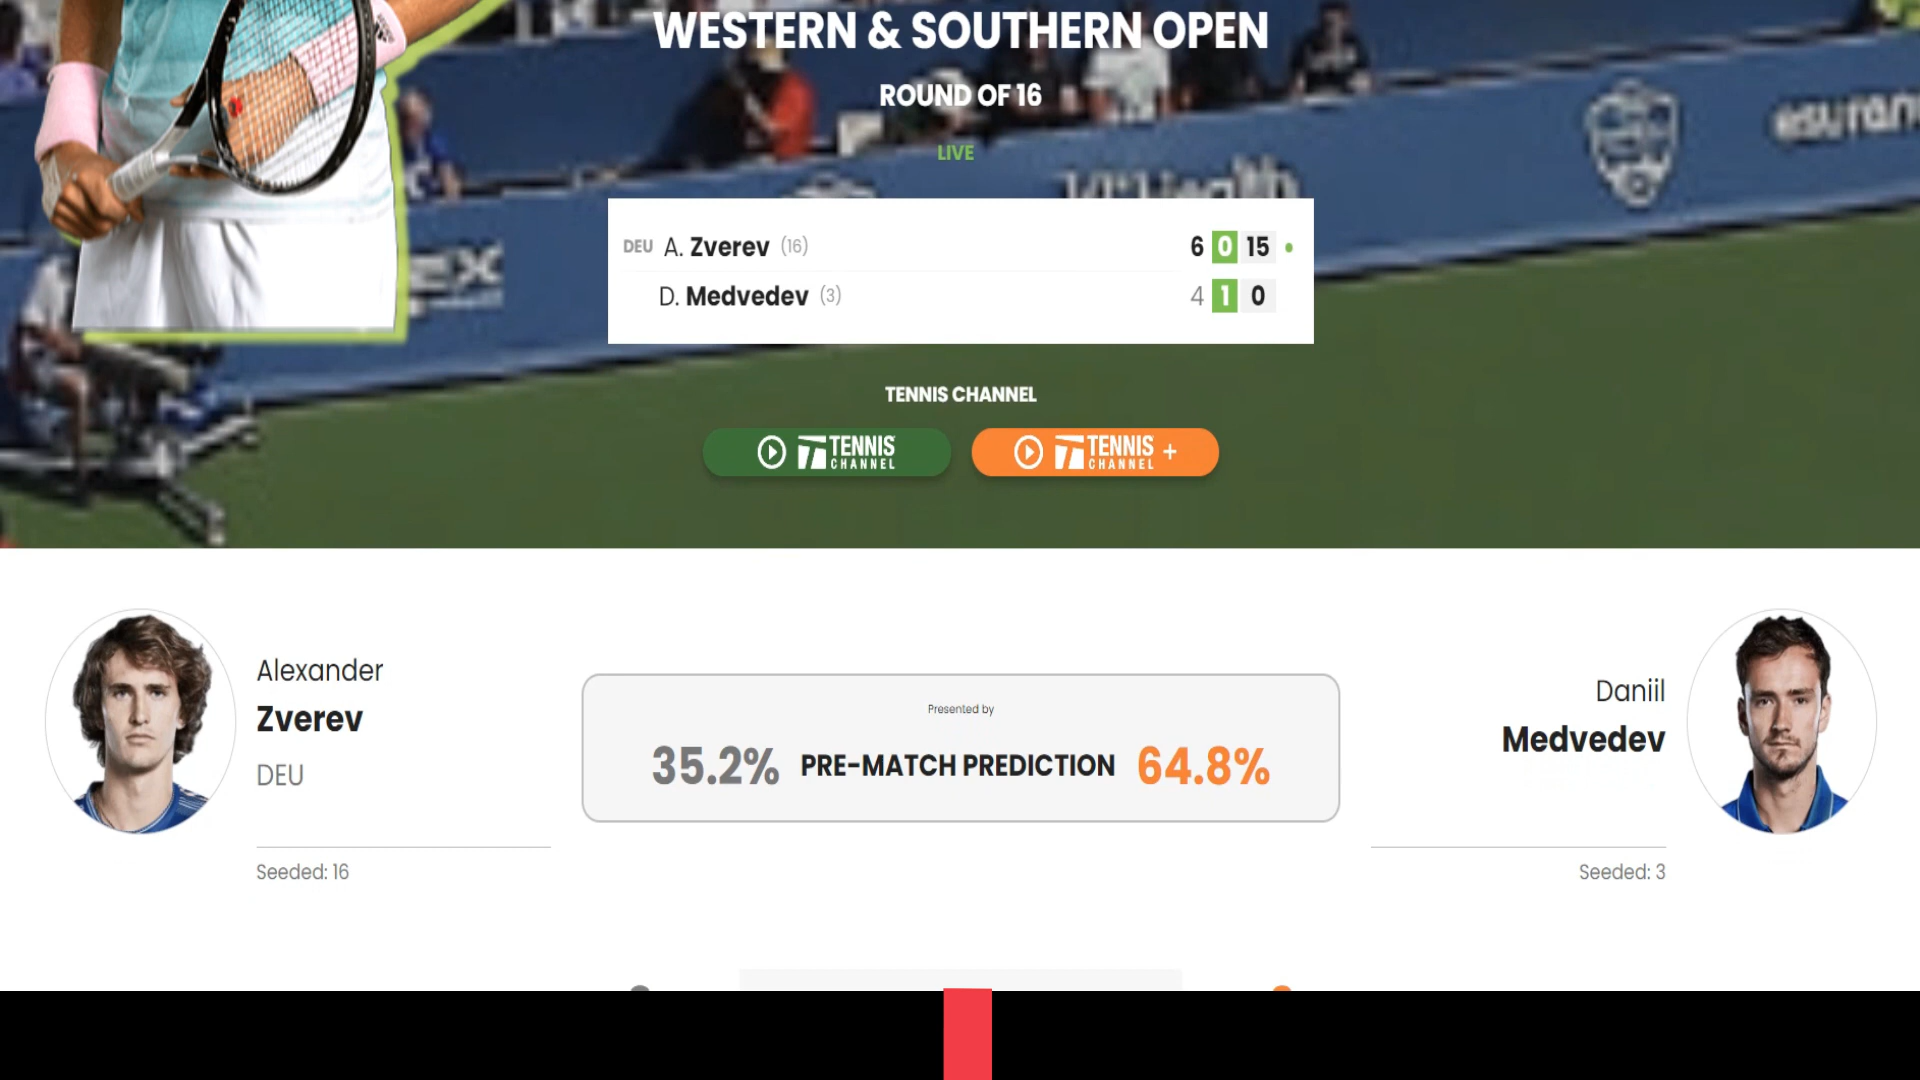 WESTERN & SOUTHERN OPEN
ROUND OF 16
LIVE
DEU A. Zverev (16) 6 0 15
D. Medvedev (3) 4 1 0
TENNIS CHANNEL
TENNIS CHANNEL
TENNIS CHANNEL +
Alexander
Zverev
DEU
Seeded: 16
Presented by
35.2% PRE-MATCH PREDICTION 64.8%
Daniil
Medvedev
Seeded: 3